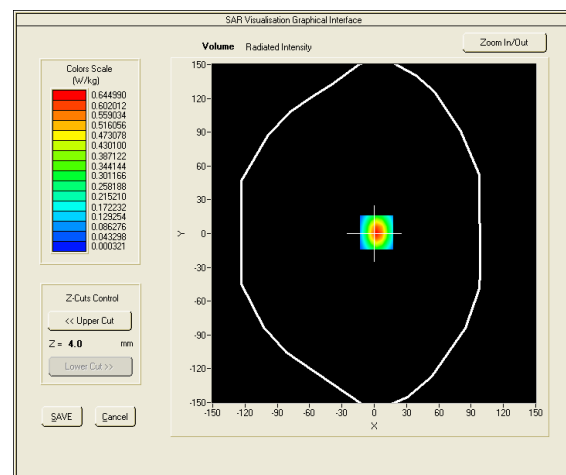 SAR Visualisation Graphical Interface
Volume Radiated Intensity
Zoom In/Out
Colors Scale
(W/kg)
0.644990
0.602012
0.559034
0.516056
0.473078
0.430100
0.387122
0.344144
0.301166
0.258188
0.215210
0.172232
0.129254
0.086276
0.043298
0.000321
Z-Cuts Control
<< Upper Cut
Z = 4.0 mm
Lower Cut >>
SAVE Cancel
150
120
90
60
30
0
-30
-60
-90
-120
-150
Y
-150 -120 -90 -60 -30 0 30 60 90 120 150
X